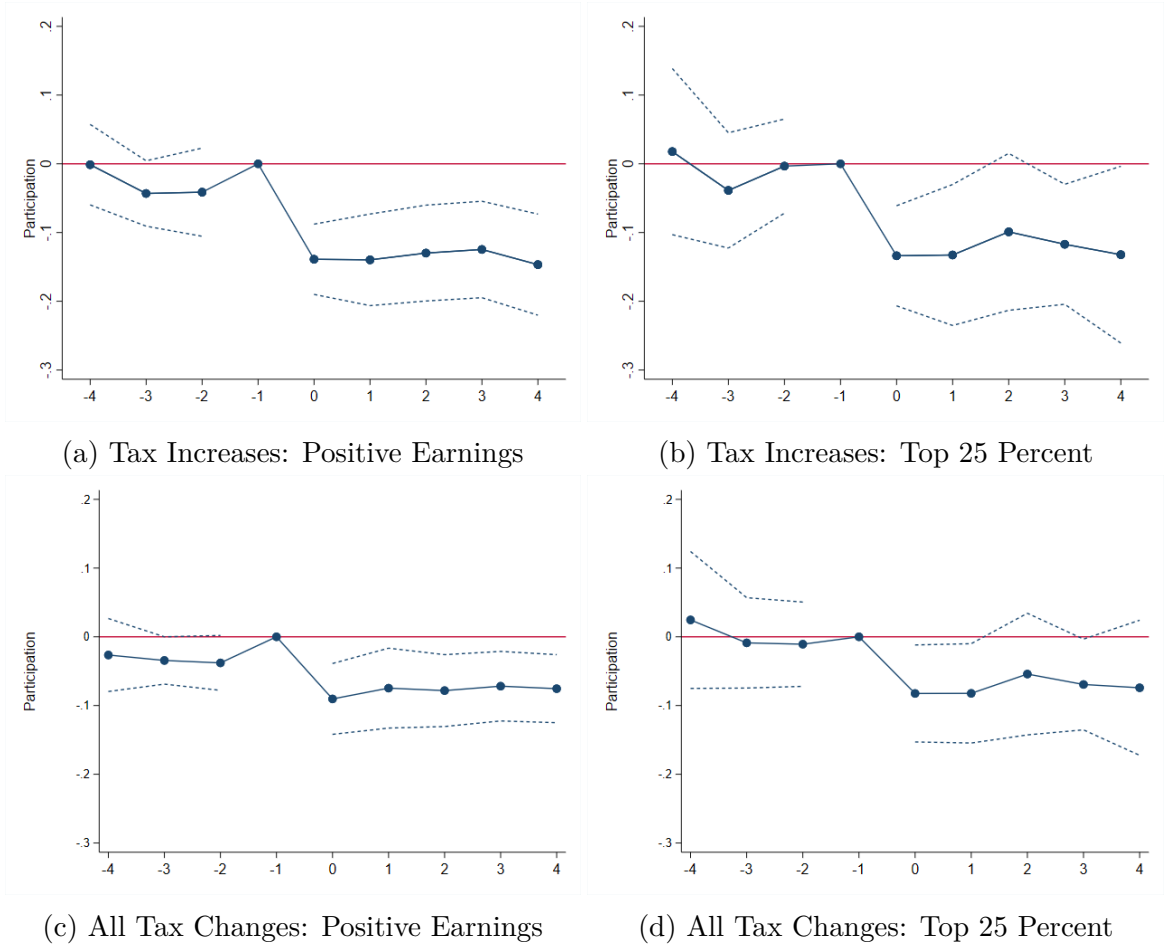 .2
.1
0
-.1
-.2
-.3
Participation
-4 -3 -2 -1 0 1 2 3 4
(a) Tax Increases: Positive Earnings
.2
.1
0
-.1
-.2
-.3
Participation
-4 -3 -2 -1 0 1 2 3 4
(b) Tax Increases: Top 25 Percent
.2
.1
0
-.1
-.2
-.3
Participation
-4 -3 -2 -1 0 1 2 3 4
(c) All Tax Changes: Positive Earnings
.2
.1
0
-.1
-.2
-.3
Participation
-4 -3 -2 -1 0 1 2 3 4
(d) All Tax Changes: Top 25 Percent